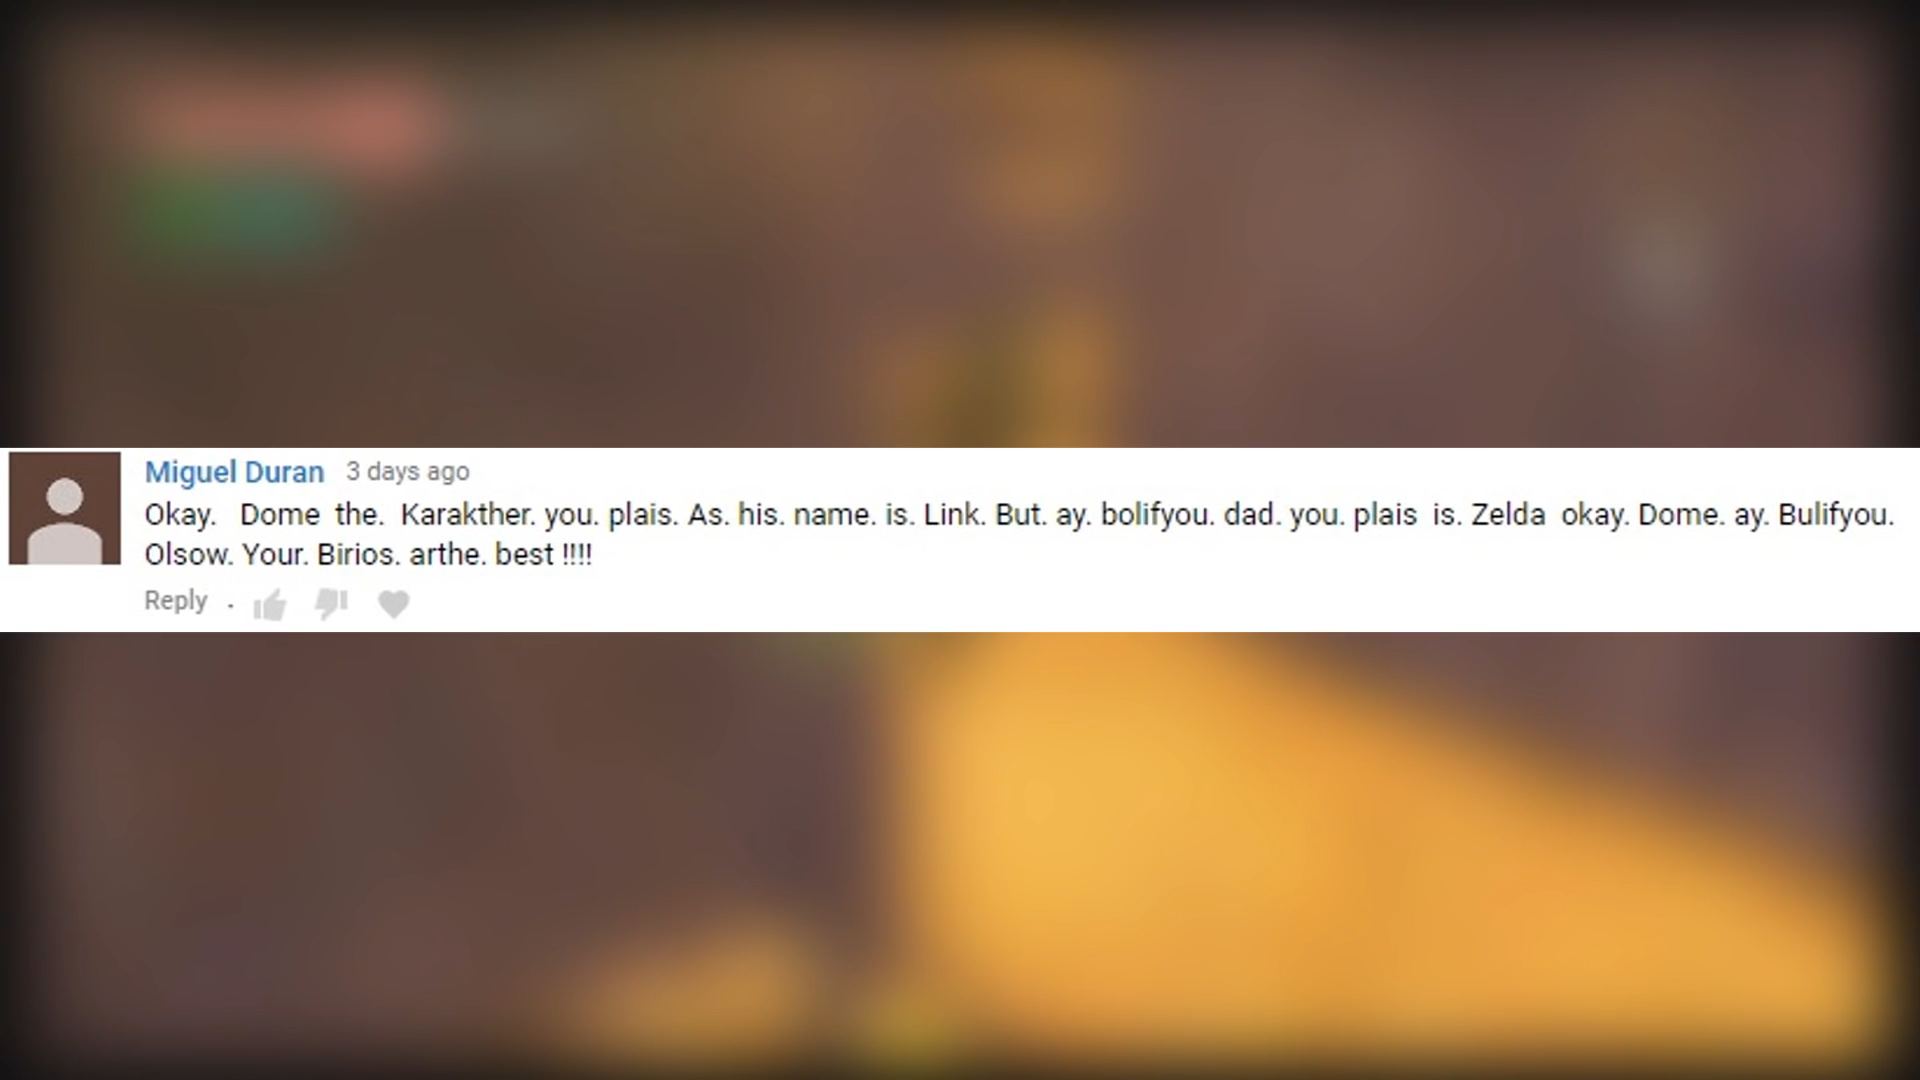 Miguel Duran 3 days ago
Okay. Dome the. Karakther. you. plais. As. his. name. is. Link. But. ay. bolifyou. dad. you. plais is. Zelda okay. Dome. ay. Bulifyou.
Olsow. Your. Birios. arthe. best !!!!
Reply .